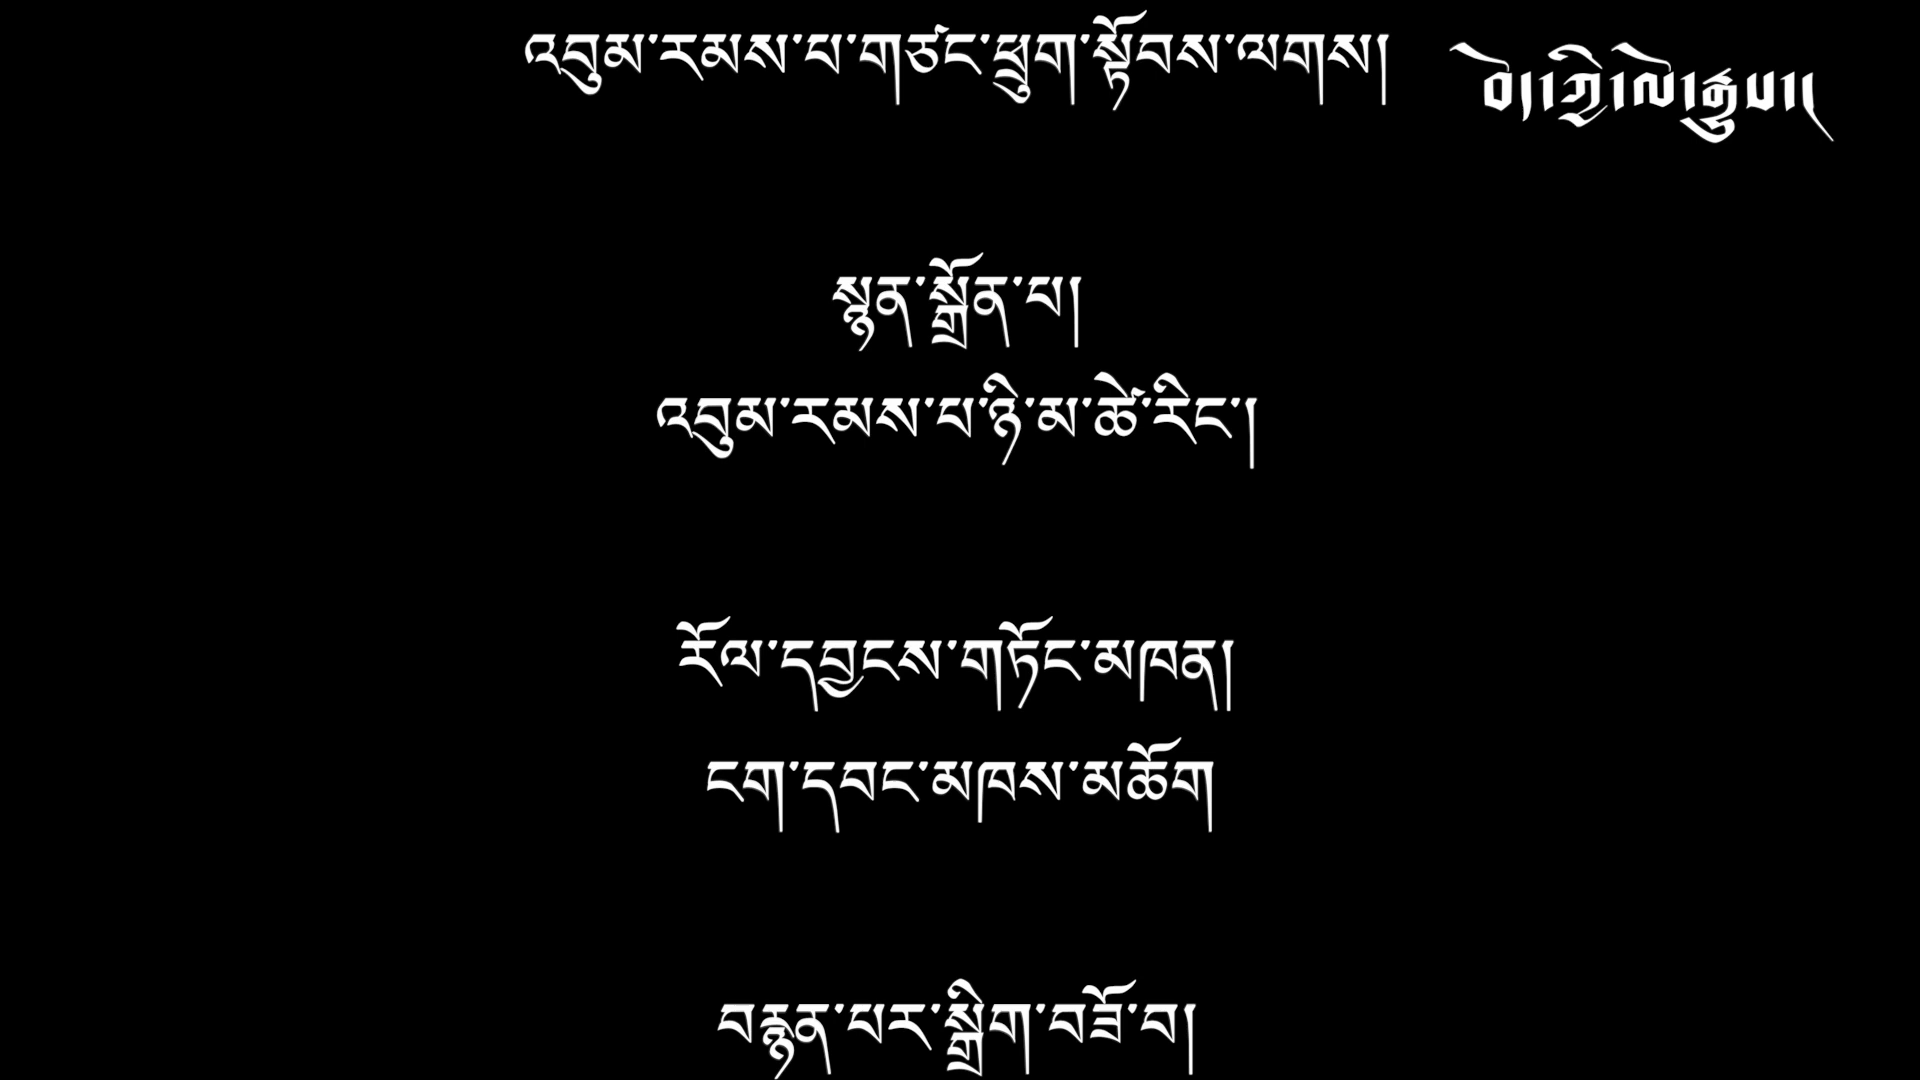 འབུམ་རམས་པ་གཙང་ཕྲུག་སྟོབས་ལགས།
སྙན་སྒྲོན་པ།
འབུམ་རམས་པ་ཉི་མ་ཚེ་རིང་།
རོལ་དབྱངས་གཏོང་མཁན།
ངག་དབང་མཁས་མཆོག
བརྙན་པར་སྒྲིག་བཟོ་བ།